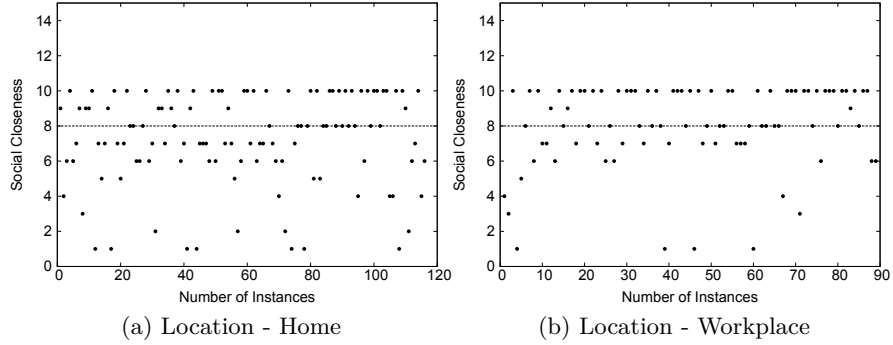 14
12
10
8
6
4
2
0
Social Closeness
0 20 40 60 80 100 120
Number of Instances
(a) Location - Home
14
12
10
8
6
4
2
0
Social Closeness
0 10 20 30 40 50 60 70 80 90
Number of Instances
(b) Location - Workplace